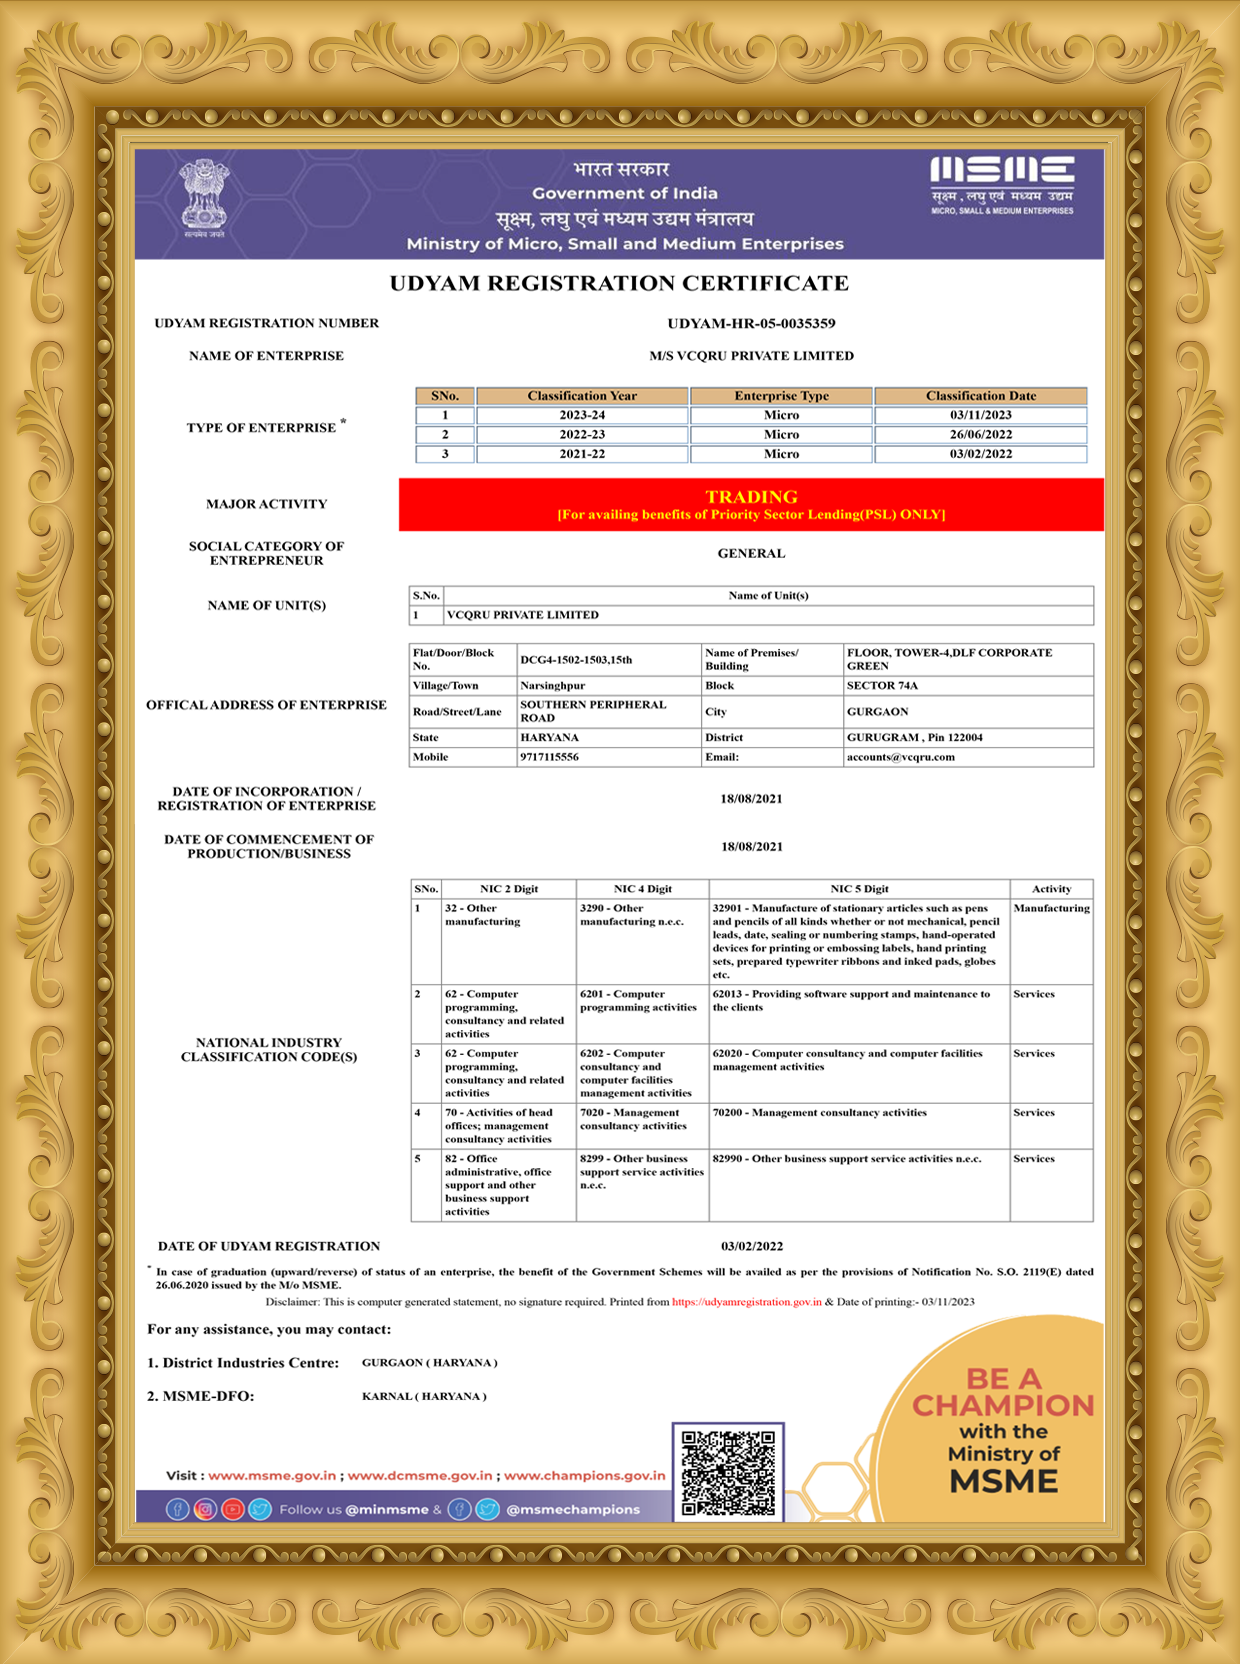 भारत सरकार
Government of India
सूक्ष्म, लघु एवं मध्यम उद्यम मंत्रालय
Ministry of Micro, Small and Medium Enterprises
सत्यमेव जयते
MSME
सूक्ष्म , लघु एवं मध्यम उद्यम
MICRO, SMALL & MEDIUM ENTERPRISES
UDYAM REGISTRATION CERTIFICATE
UDYAM REGISTRATION NUMBER UDYAM-HR-05-0035359
NAME OF ENTERPRISE M/S VCQRU PRIVATE LIMITED
TYPE OF ENTERPRISE *
SNo. Classification Year Enterprise Type Classification Date
1 2023-24 Micro 03/11/2023
2 2022-23 Micro 26/06/2022
3 2021-22 Micro 03/02/2022
MAJOR ACTIVITY
TRADING
[For availing benefits of Priority Sector Lending(PSL) ONLY]
SOCIAL CATEGORY OF
ENTREPRENEUR
GENERAL
NAME OF UNIT(S)
S.No. Name of Unit(s)
1 VCQRU PRIVATE LIMITED
OFFICAL ADDRESS OF ENTERPRISE
Flat/Door/Block
No.
DCG4-1502-1503,15th
Name of Premises/
Building
FLOOR, TOWER-4,DLF CORPORATE
GREEN
Village/Town Narsinghpur Block SECTOR 74A
Road/Street/Lane
SOUTHERN PERIPHERAL
ROAD
City GURGAON
State HARYANA District GURUGRAM , Pin 122004
Mobile 9717115556 Email: accounts@vcqru.com
DATE OF INCORPORATION /
REGISTRATION OF ENTERPRISE
18/08/2021
DATE OF COMMENCEMENT OF
PRODUCTION/BUSINESS
18/08/2021
NATIONAL INDUSTRY
CLASSIFICATION CODE(S)
SNo. NIC 2 Digit NIC 4 Digit NIC 5 Digit Activity
1
32 - Other
manufacturing
3290 - Other
manufacturing n.e.c.
32901 - Manufacture of stationary articles such as pens
and pencils of all kinds whether or not mechanical, pencil
leads, date, sealing or numbering stamps, hand-operated
devices for printing or embossing labels, hand printing
sets, prepared typewriter ribbons and inked pads, globes
etc.
Manufacturing
2
62 - Computer
programming,
consultancy and related
activities
6201 - Computer
programming activities
62013 - Providing software support and maintenance to
the clients
Services
3
62 - Computer
programming,
consultancy and related
activities
6202 - Computer
consultancy and
computer facilities
management activities
62020 - Computer consultancy and computer facilities
management activities
Services
4
70 - Activities of head
offices; management
consultancy activities
7020 - Management
consultancy activities
70200 - Management consultancy activities
Services
5
82 - Office
administrative, office
support and other
business support
activities
8299 - Other business
support service activities
n.e.c.
82990 - Other business support service activities n.e.c.
Services
DATE OF UDYAM REGISTRATION 03/02/2022
* In case of graduation (upward/reverse) of status of an enterprise, the benefit of the Government Schemes will be availed as per the provisions of Notification No. S.O. 2119(E) dated
26.06.2020 issued by the M/o MSME.
Disclaimer: This is computer generated statement, no signature required. Printed from https://udyamregistration.gov.in & Date of printing:- 03/11/2023
For any assistance, you may contact:
1. District Industries Centre: GURGAON ( HARYANA )
2. MSME-DFO: KARNAL ( HARYANA )
BE A
CHAMPION
with the
Ministry of
MSME
Visit : www.msme.gov.in ; www.dcmsme.gov.in ; www.champions.gov.in
Follow us @minmsme & @msmechampions